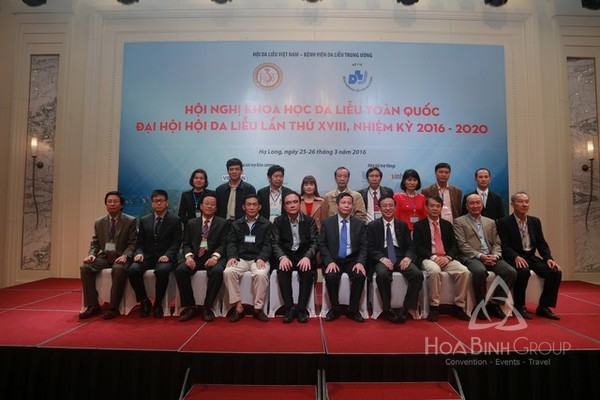 HỘI DA LIỄU VIỆT NAM – BỆNH VIỆN DA LIỄU TRUNG ƯƠNG
HỘI NGHỊ KHOA HỌC DA LIỄU TOÀN QUỐC
ĐẠI HỘI HỘI DA LIỄU LẦN THỨ XVIII, NHIỆM KỲ 2016 - 2020
Hạ Long, ngày 25-26 tháng 3 năm 2016
HOA BINH GROUP
Convention - Events - Travel